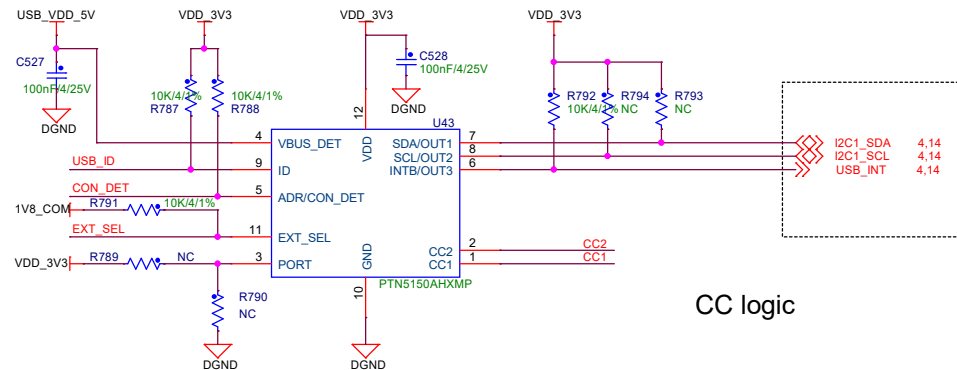 USB_VDD_5V
VDD_3V3
VDD_3V3
VDD_3V3
C527
100nF/4/25V
DGND
10K/4/1%
R787
10K/4/1%
R788
C528
100nF/4/25V
DGND
R792
10K/4/1%
R794
NC
R793
NC
12
U43
4
VBUS_DET
VDD
SDA/OUT1
7
I2C1_SDA
4,14
SCL/OUT2
8
I2C1_SCL
4,14
USB_ID
9
ID
INTB/OUT3
6
USB_INT
4,14
CON_DET
5
ADR/CON_DET
1V8_COM
R791
10K/4/1%
EXT_SEL
11
EXT_SEL
CC2
2
CC2
VDD_3V3
R789
NC
3
PORT
GND
CC1
1
CC1
10
PTN5150AHXMP
R790
NC
CC logic
DGND
DGND